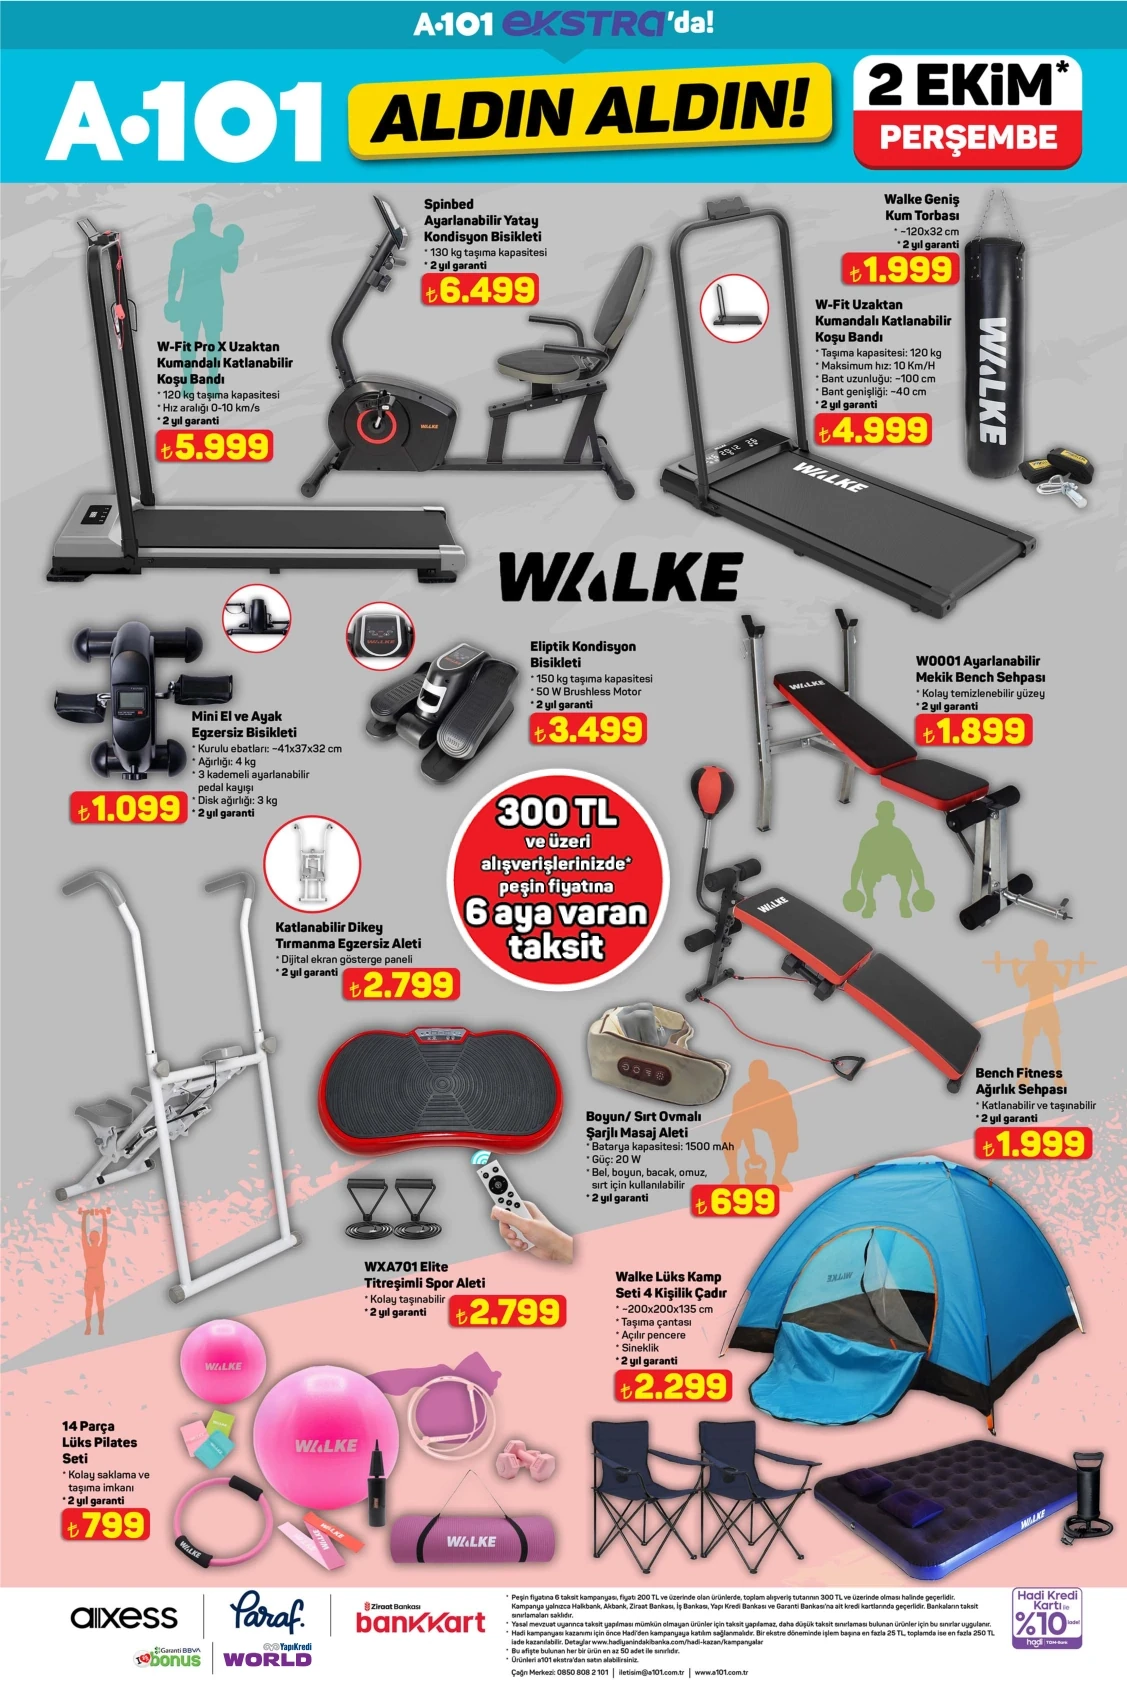 A·101 eKSTRA'da!
A·101
ALDIN ALDIN!
2 EKİM*
PERŞEMBE
Spinbed
Ayarlanabilir Yatay
Kondisyon Bisikleti
* 130 kg taşıma kapasitesi
* 2 yıl garanti
₺6.499
Walke Geniş
Kum Torbası
* ~120x32 cm
* 2 yıl garanti
₺1.999
W-Fit Uzaktan
Kumandalı Katlanabilir
Koşu Bandı
* Taşıma kapasitesi: 120 kg
* Maksimum hız: 10 Km/H
* Bant uzunluğu: ~100 cm
* Bant genişliği: ~40 cm
* 2 yıl garanti
₺4.999
W-Fit Pro X Uzaktan
Kumandalı Katlanabilir
Koşu Bandı
* 120 kg taşıma kapasitesi
* Hız aralığı 0-10 km/s
* 2 yıl garanti
₺5.999
WALKE
WALKE
WALKE
WALKE
Mini El ve Ayak
Egzersiz Bisikleti
* Kurulu ebatları: ~41x37x32 cm
* Ağırlığı: 4 kg
* 3 kademeli ayarlanabilir
pedal kayışı
* Disk ağırlığı: 3 kg
* 2 yıl garanti
₺1.099
WALKE
Eliptik Kondisyon
Bisikleti
* 150 kg taşıma kapasitesi
* 50 W Brushless Motor
* 2 yıl garanti
₺3.499
W0001 Ayarlanabilir
Mekik Bench Sehpası
* Kolay temizlenebilir yüzey
* 2 yıl garanti
₺1.899
WALKE
300 TL
ve üzeri
alışverişlerinizde*
peşin fiyatına
6 aya varan
taksit
WALKE
Katlanabilir Dikey
Tırmanma Egzersiz Aleti
* Dijital ekran gösterge paneli
* 2 yıl garanti
₺2.799
Bench Fitness
Ağırlık Sehpası
* Katlanabilir ve taşınabilir
* 2 yıl garanti
₺1.999
Boyun/ Sırt Ovmalı
Şarjlı Masaj Aleti
* Batarya kapasitesi: 1500 mAh
* Güç: 20 W
* Bel, boyun, bacak, omuz,
sırt için kullanılabilir
* 2 yıl garanti
₺699
WXA701 Elite
Titreşimli Spor Aleti
* Kolay taşınabilir
* 2 yıl garanti
₺2.799
Walke Lüks Kamp
Seti 4 Kişilik Çadır
* ~200x200x135 cm
* Taşıma çantası
* Açılır pencere
* Sineklik
* 2 yıl garanti
₺2.299
WALKE
14 Parça
Lüks Pilates
Seti
* Kolay saklama ve
taşıma imkanı
* 2 yıl garanti
₺799
WALKE
WALKE
WALKE
WALKE
WALKE
WALKE
axess
Paraf.
Ziraat Bankası
bankkart
Garanti BBVA
bonus
YapıKredi
WORLD
* Peşin fiyatına 6 taksit kampanyası, fiyatı 200 TL ve üzerinde olan ürünlerde, toplam alışveriş tutarının 300 TL ve üzerinde olması halinde geçerlidir.
Kampanya yalnızca Halkbank, Akbank, Ziraat Bankası, İş Bankası, Yapı Kredi Bankası ve Garanti Bankası'na ait kredi kartlarında geçerlidir. Bankaların taksit
sınırlamaları saklıdır.
* Yasal mevzuat uyarınca taksit yapılması mümkün olmayan ürünler için taksit yapılamaz, daha düşük taksit sınırlaması bulunan ürünler için bu sınırlar uygulanır.
* Hadi kampanyası kazanımı için önce Hadi'den kampanyaya katılım sağlanmalıdır. Bir ekstre döneminde işlem başına en fazla 25 TL, toplamda ise en fazla 250 TL
iade kazanılabilir. Detaylar www.hadiyanindakibanka.com/hadi-kazan/kampanyalar
* Bu afişte bulunan her bir ürün en az 50 adet ile sınırlıdır.
* Ürünleri a101 ekstra'dan satın alabilirsiniz.
Çağrı Merkezi: 0850 808 2 101 | iletisim@a101.com.tr | www.a101.com.tr
Hadi Kredi
Kartı ile
%10 iade!
hadi